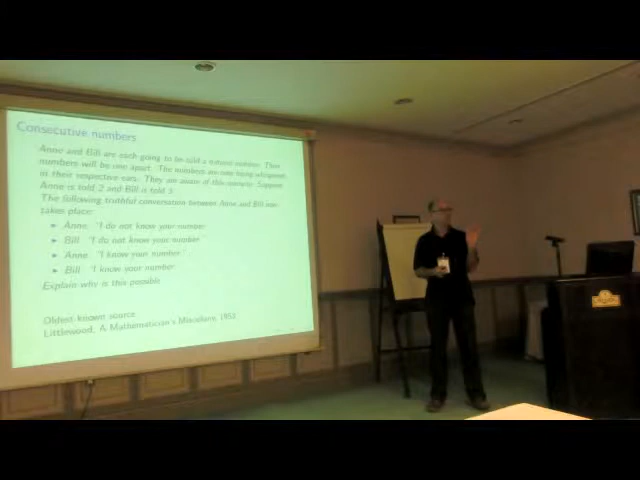 Consecutive numbers
Anne and Bill are each going to be told a natural number. Their
numbers will be one apart. The numbers are now being whispered
in their respective ears. They are aware of this scenario. Suppose
Anne is told 2 and Bill is told 3.
The following truthful conversation between Anne and Bill now
takes place:
Anne: "I do not know your number."
Bill: "I do not know your number."
Anne: "I know your number."
Bill: "I know your number."
Explain why is this possible.
Oldest known source:
Littlewood, A Mathematician's Miscellany, 1953